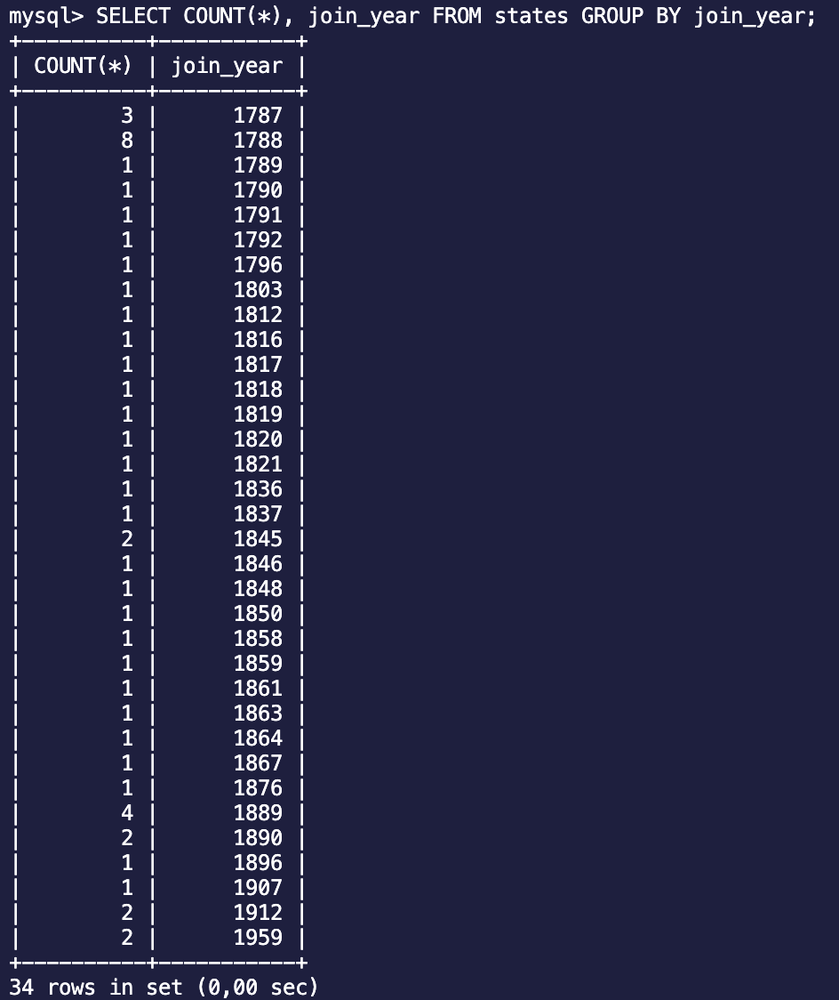 mysql> SELECT COUNT(*), join_year FROM states GROUP BY join_year;
+----------+-----------+
| COUNT(*) | join_year |
+----------+-----------+
|        3 |      1787 |
|        8 |      1788 |
|        1 |      1789 |
|        1 |      1790 |
|        1 |      1791 |
|        1 |      1792 |
|        1 |      1796 |
|        1 |      1803 |
|        1 |      1812 |
|        1 |      1816 |
|        1 |      1817 |
|        1 |      1818 |
|        1 |      1819 |
|        1 |      1820 |
|        1 |      1821 |
|        1 |      1836 |
|        1 |      1837 |
|        2 |      1845 |
|        1 |      1846 |
|        1 |      1848 |
|        1 |      1850 |
|        1 |      1858 |
|        1 |      1859 |
|        1 |      1861 |
|        1 |      1863 |
|        1 |      1864 |
|        1 |      1867 |
|        1 |      1876 |
|        4 |      1889 |
|        2 |      1890 |
|        1 |      1896 |
|        1 |      1907 |
|        2 |      1912 |
|        2 |      1959 |
+----------+-----------+
34 rows in set (0,00 sec)